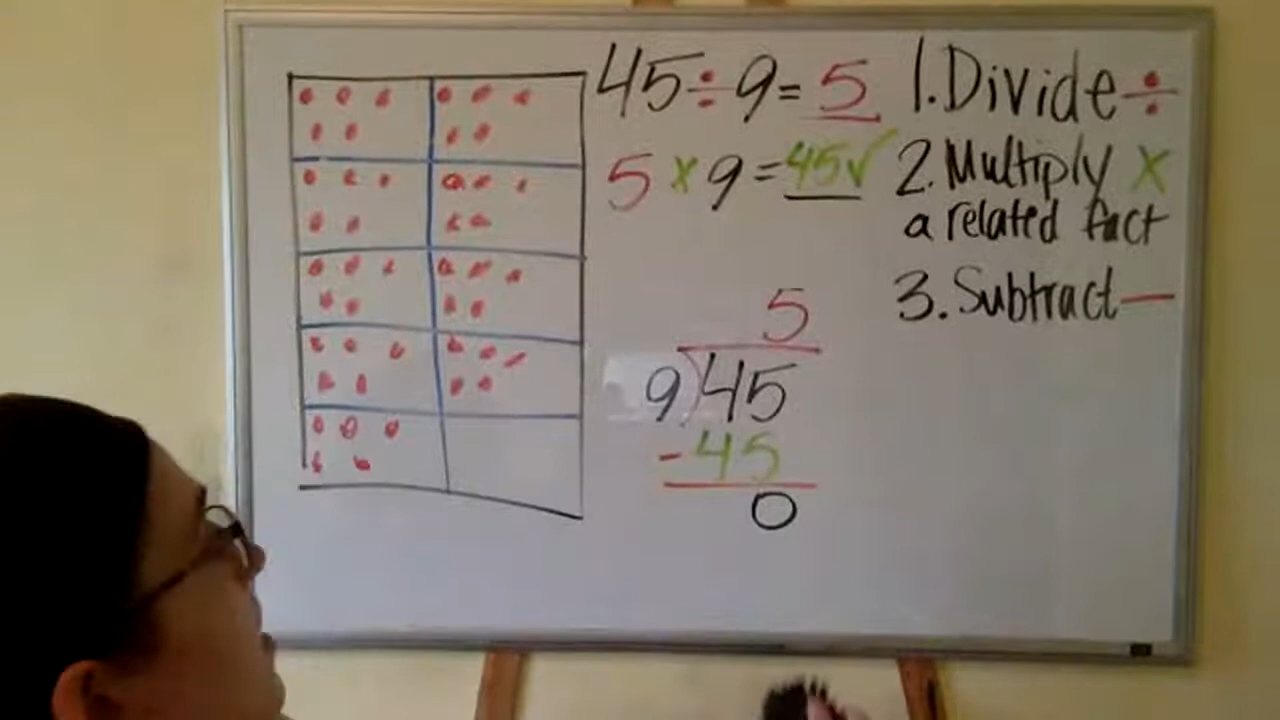 45÷9=5
5×9=45✓
5
9)45
-45
0
1. Divide ÷
2. Multiply ×
a related fact
3. Subtract —